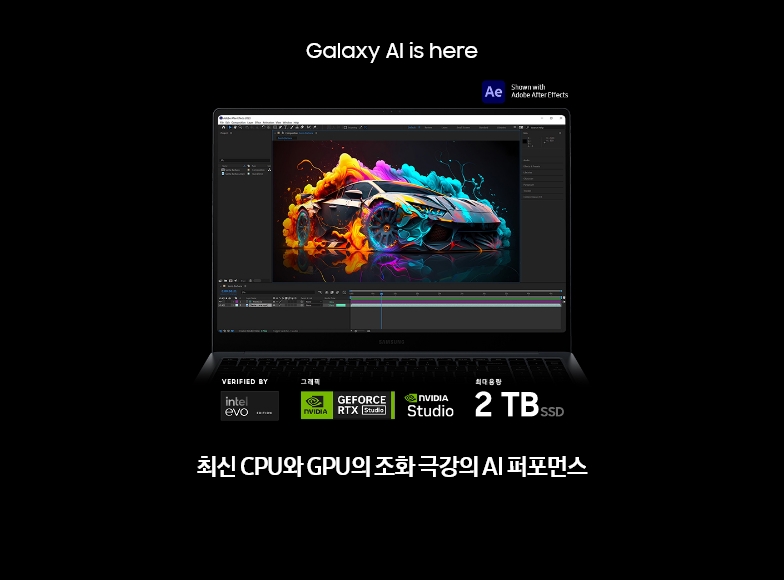 Galaxy AI is here
Ae
Shown with
Adobe After Effects
SAMSUNG
VERIFIED BY
intel
evo
EDITION
그래픽
NVIDIA
GEFORCE
RTX Studio
NVIDIA
Studio
최대용량
2 TB SSD
최신 CPU와 GPU의 조화 극강의 AI 퍼포먼스